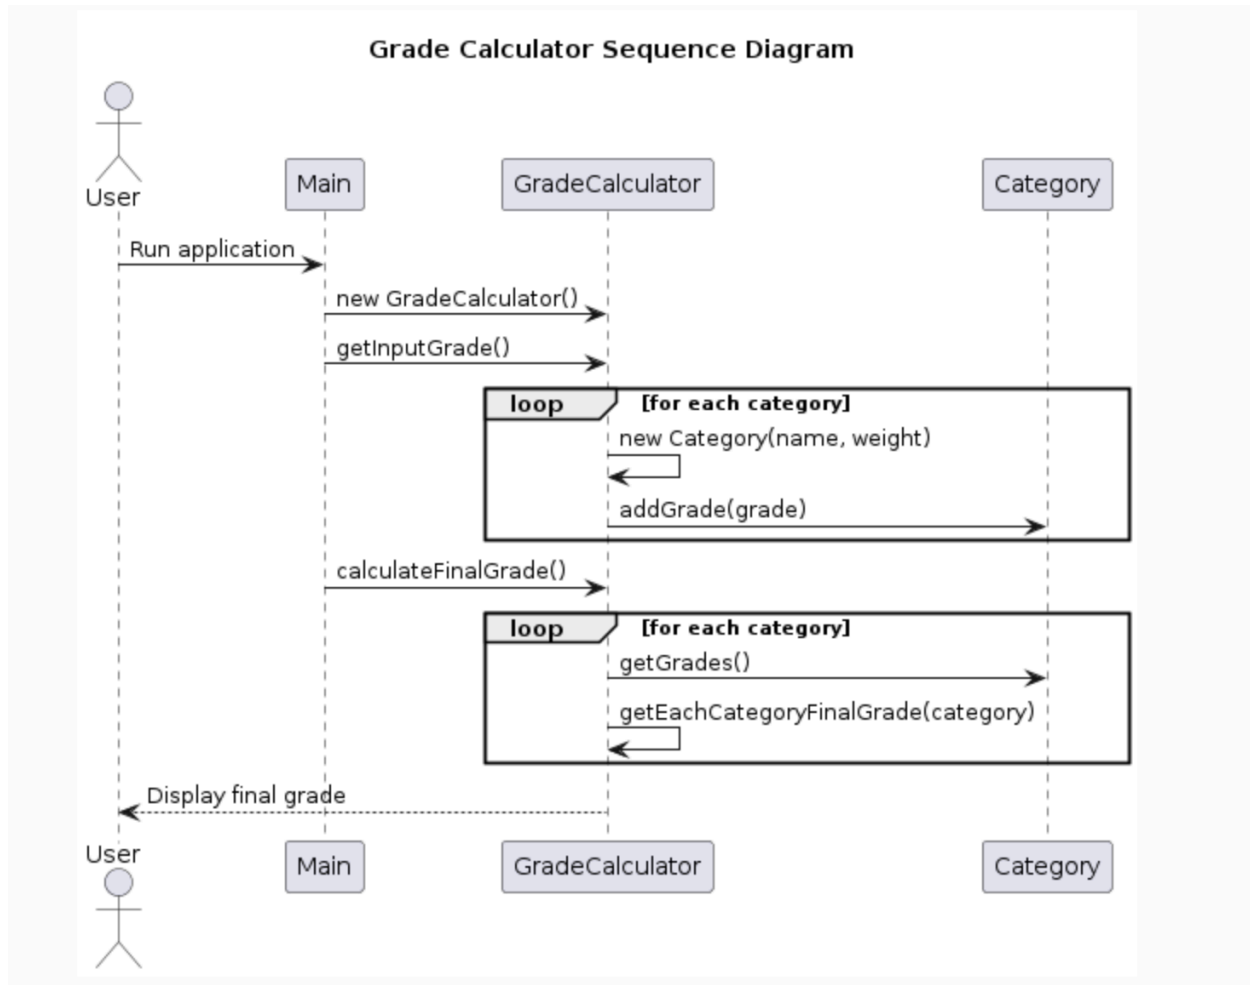 Grade Calculator Sequence Diagram
User
Main
GradeCalculator
Category
Run application
new GradeCalculator()
getInputGrade()
loop
[for each category]
new Category(name, weight)
addGrade(grade)
calculateFinalGrade()
loop
[for each category]
getGrades()
getEachCategoryFinalGrade(category)
Display final grade
User
Main
GradeCalculator
Category